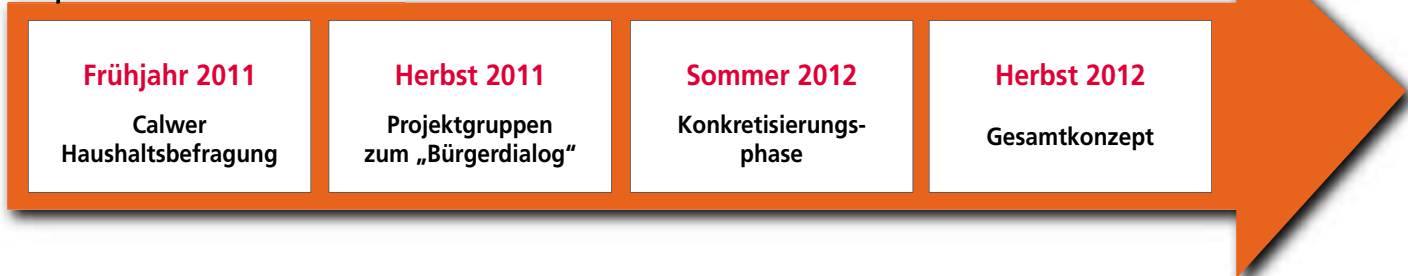 Frühjahr 2011
Calwer
Haushaltsbefragung
Herbst 2011
Projektgruppen
zum „Bürgerdialog“
Sommer 2012
Konkretisierungs-
phase
Herbst 2012
Gesamtkonzept